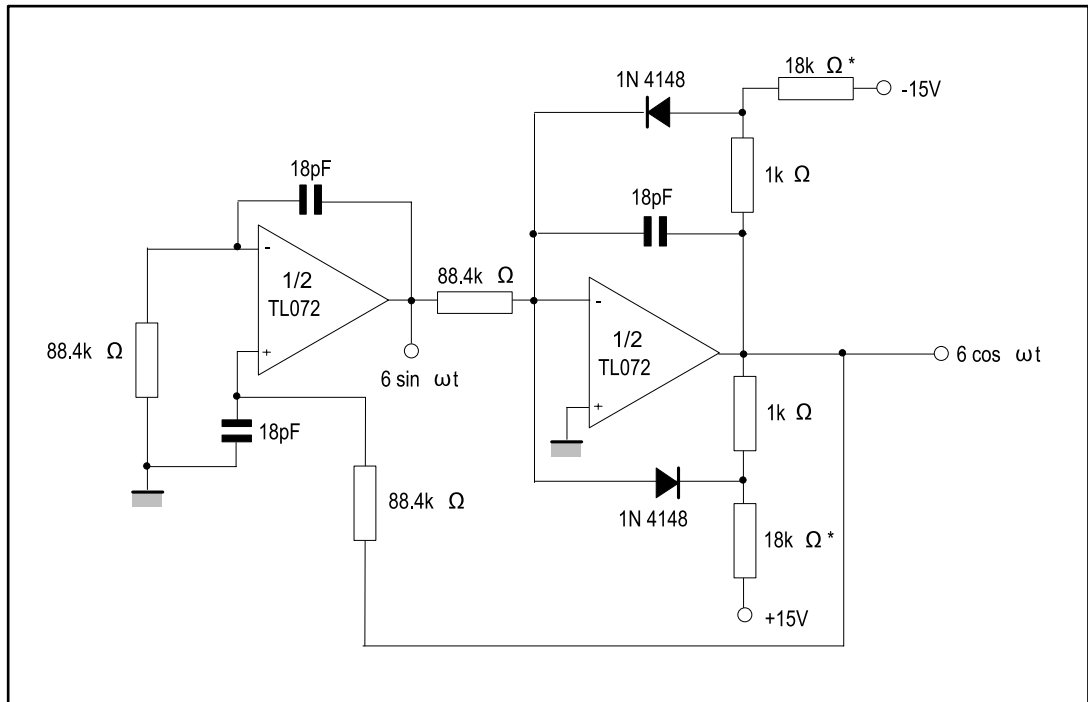 18k Ω *
1N 4148
-15V
1k Ω
18pF
18pF
-
1/2
TL072
88.4k Ω
-
1/2
TL072
88.4k Ω
+
6 sin ωt
6 cos ωt
+
1k Ω
18pF
88.4k Ω
1N 4148
18k Ω *
+15V